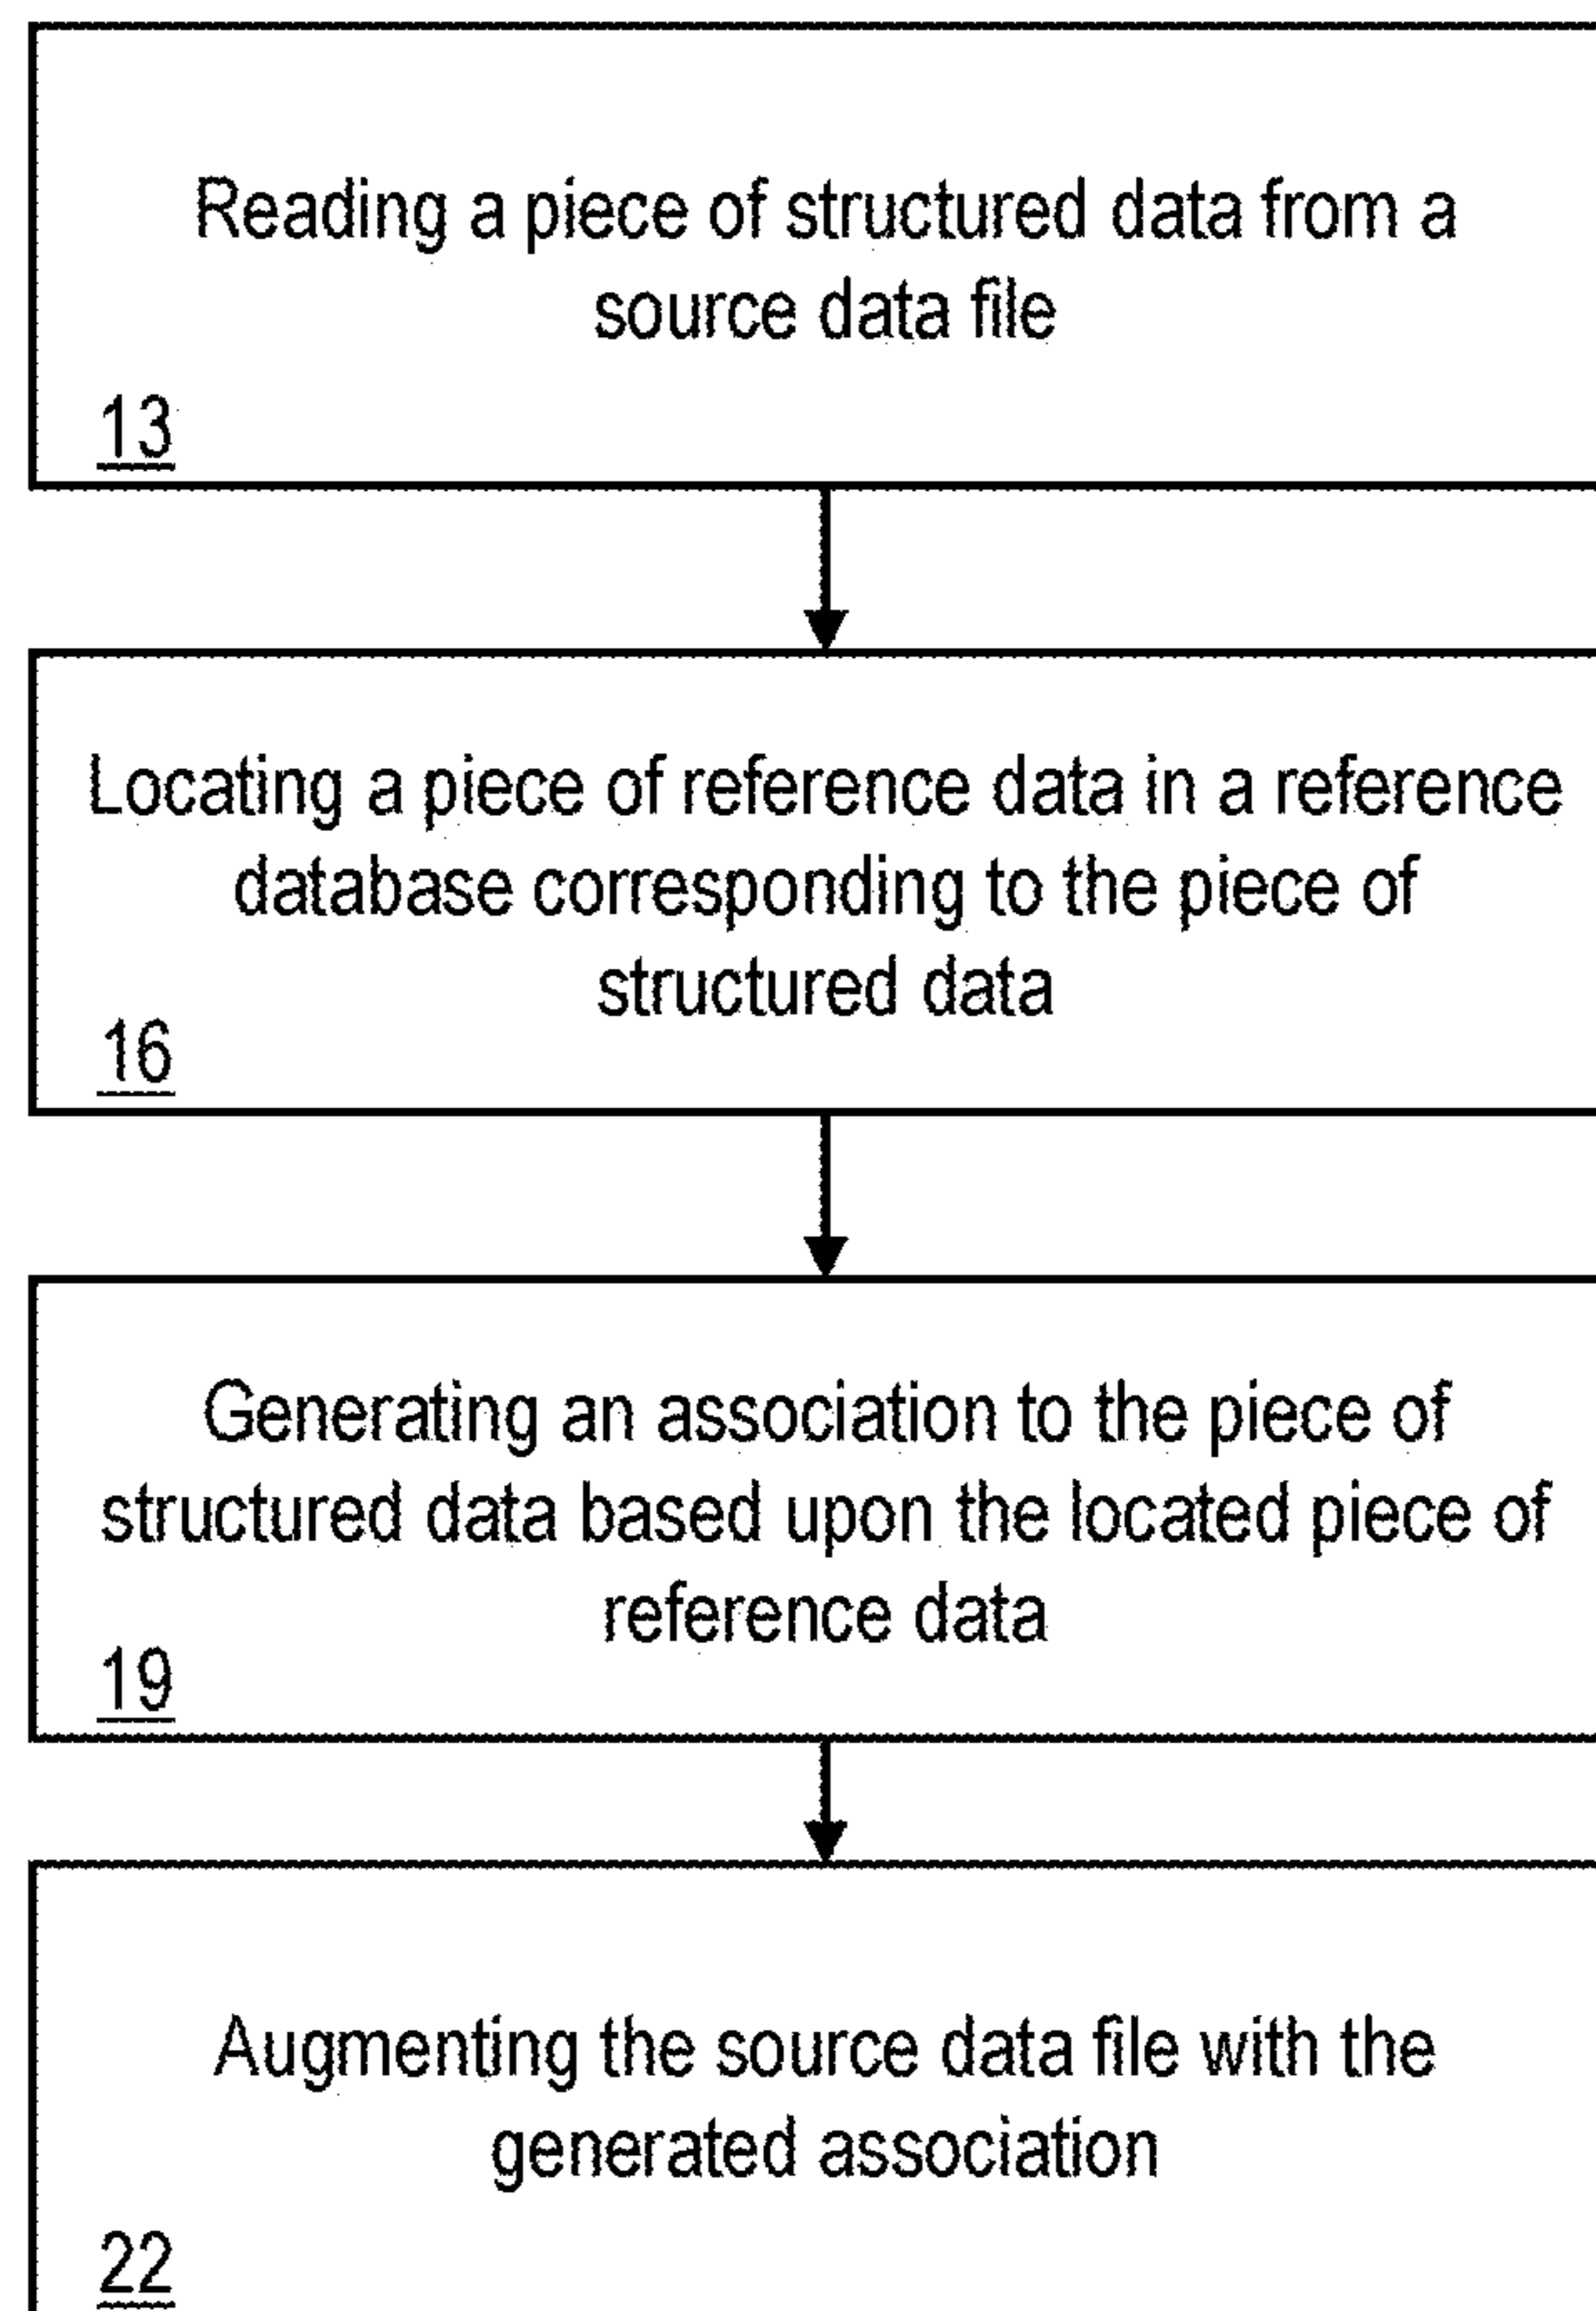 Reading a piece of structured data from a
source data file
13
Locating a piece of reference data in a reference
database corresponding to the piece of
structured data
16
Generating an association to the piece of
structured data based upon the located piece of
reference data
19
Augmenting the source data file with the
generated association
22